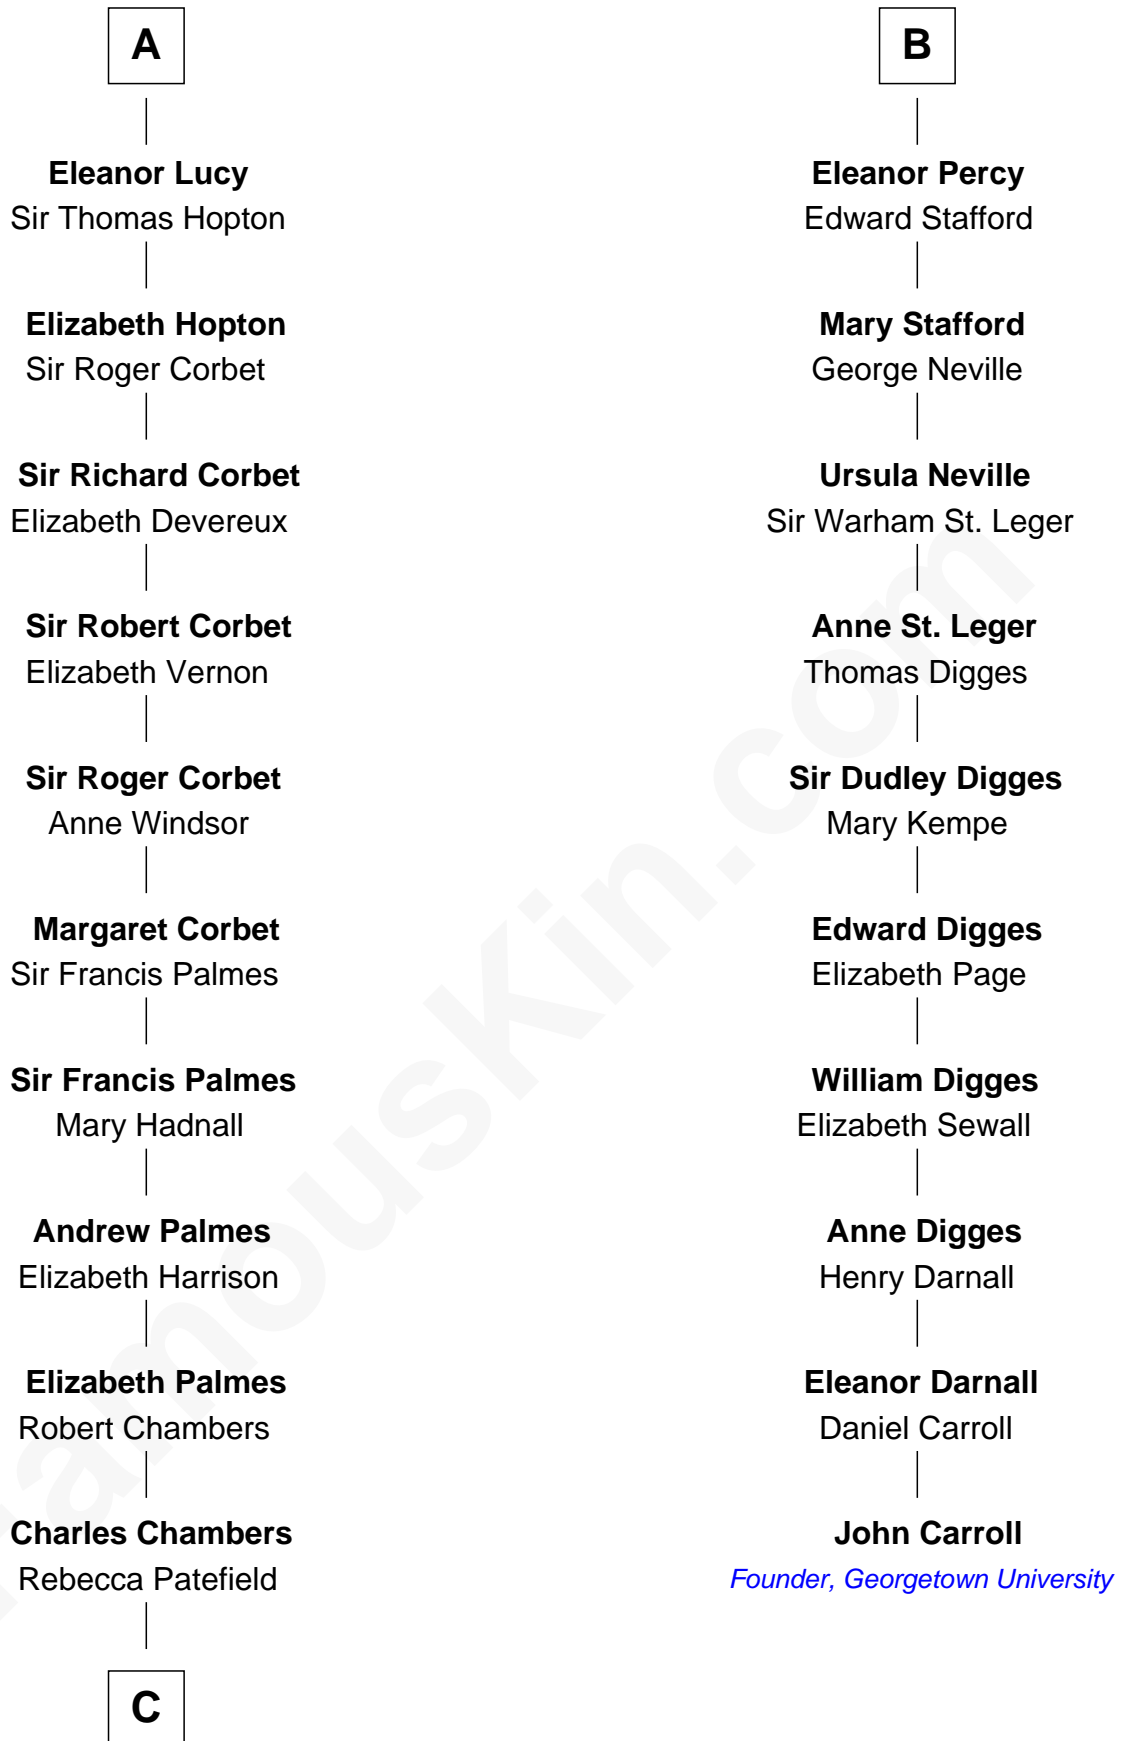 A
Eleanor Lucy
Sir Thomas Hopton
Elizabeth Hopton
Sir Roger Corbet
Sir Richard Corbet
Elizabeth Devereux
Sir Robert Corbet
Elizabeth Vernon
Sir Roger Corbet
Anne Windsor
Margaret Corbet
Sir Francis Palmes
Sir Francis Palmes
Mary Hadnall
Andrew Palmes
Elizabeth Harrison
Elizabeth Palmes
Robert Chambers
Charles Chambers
Rebecca Patefield
C
B
Eleanor Percy
Edward Stafford
Mary Stafford
George Neville
Ursula Neville
Sir Warham St. Leger
Anne St. Leger
Thomas Digges
Sir Dudley Digges
Mary Kempe
Edward Digges
Elizabeth Page
William Digges
Elizabeth Sewall
Anne Digges
Henry Darnall
Eleanor Darnall
Daniel Carroll
John Carroll
Founder, Georgetown University
FamousKin.com